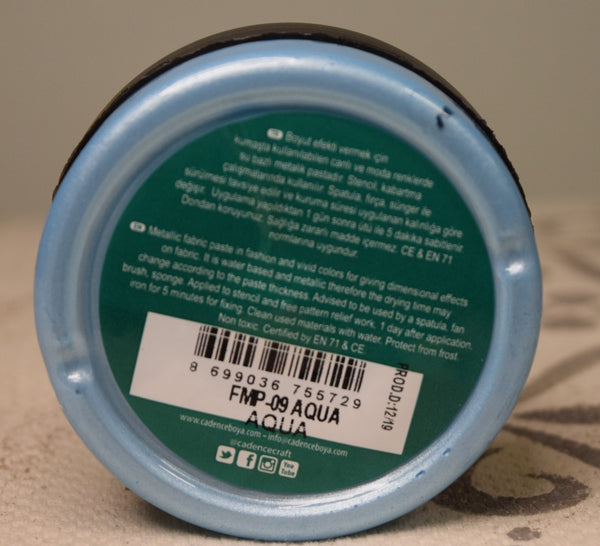 TR Boyut efekti vermek için
kumaşta kullanılabilen canlı ve moda renklerde
su bazlı metalik pastadır. Stencil, kabartma
çalışmalarında kullanılır. Spatula, fırça, sünger ile
sürülmesi tavsiye edilir ve kuruma süresi uygulanan kalınlığa göre
değişir. Uygulama yapıldıktan 1 gün sonra ütü ile 5 dakika sabitlenir.
Dondan koruyunuz. Sağlığa zararlı madde içermez. CE & EN 71
normlarına uygundur.
EN Metallic fabric paste in fashion and vivid colors for giving dimensional effects
on fabric. It is water based and metallic therefore the drying time may
change according to the paste thickness. Advised to be used by a spatula, fan
brush, sponge. Applied to stencil and free pattern relief work. 1 day after application.
iron for 5 minutes for fixing. Clean used materials with water. Protect from frost.
Non toxic. Certified by EN 71 & CE.
8 699036 755729
FMP-09 AQUA
AQUA
PROD.D:12/19
www.cadenceboya.com – info@cadenceboya.com
@cadencecraft
You
Tube